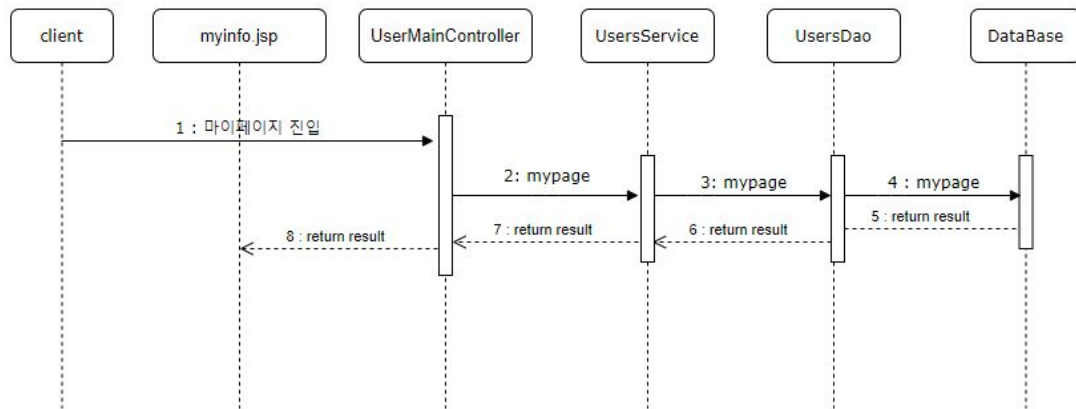 client
myinfo.jsp
UserMainController
UsersService
UsersDao
DataBase
1 : 마이페이지 진입
2: mypage
3: mypage
4 : mypage
5 : return result
6 : return result
7 : return result
8 : return result